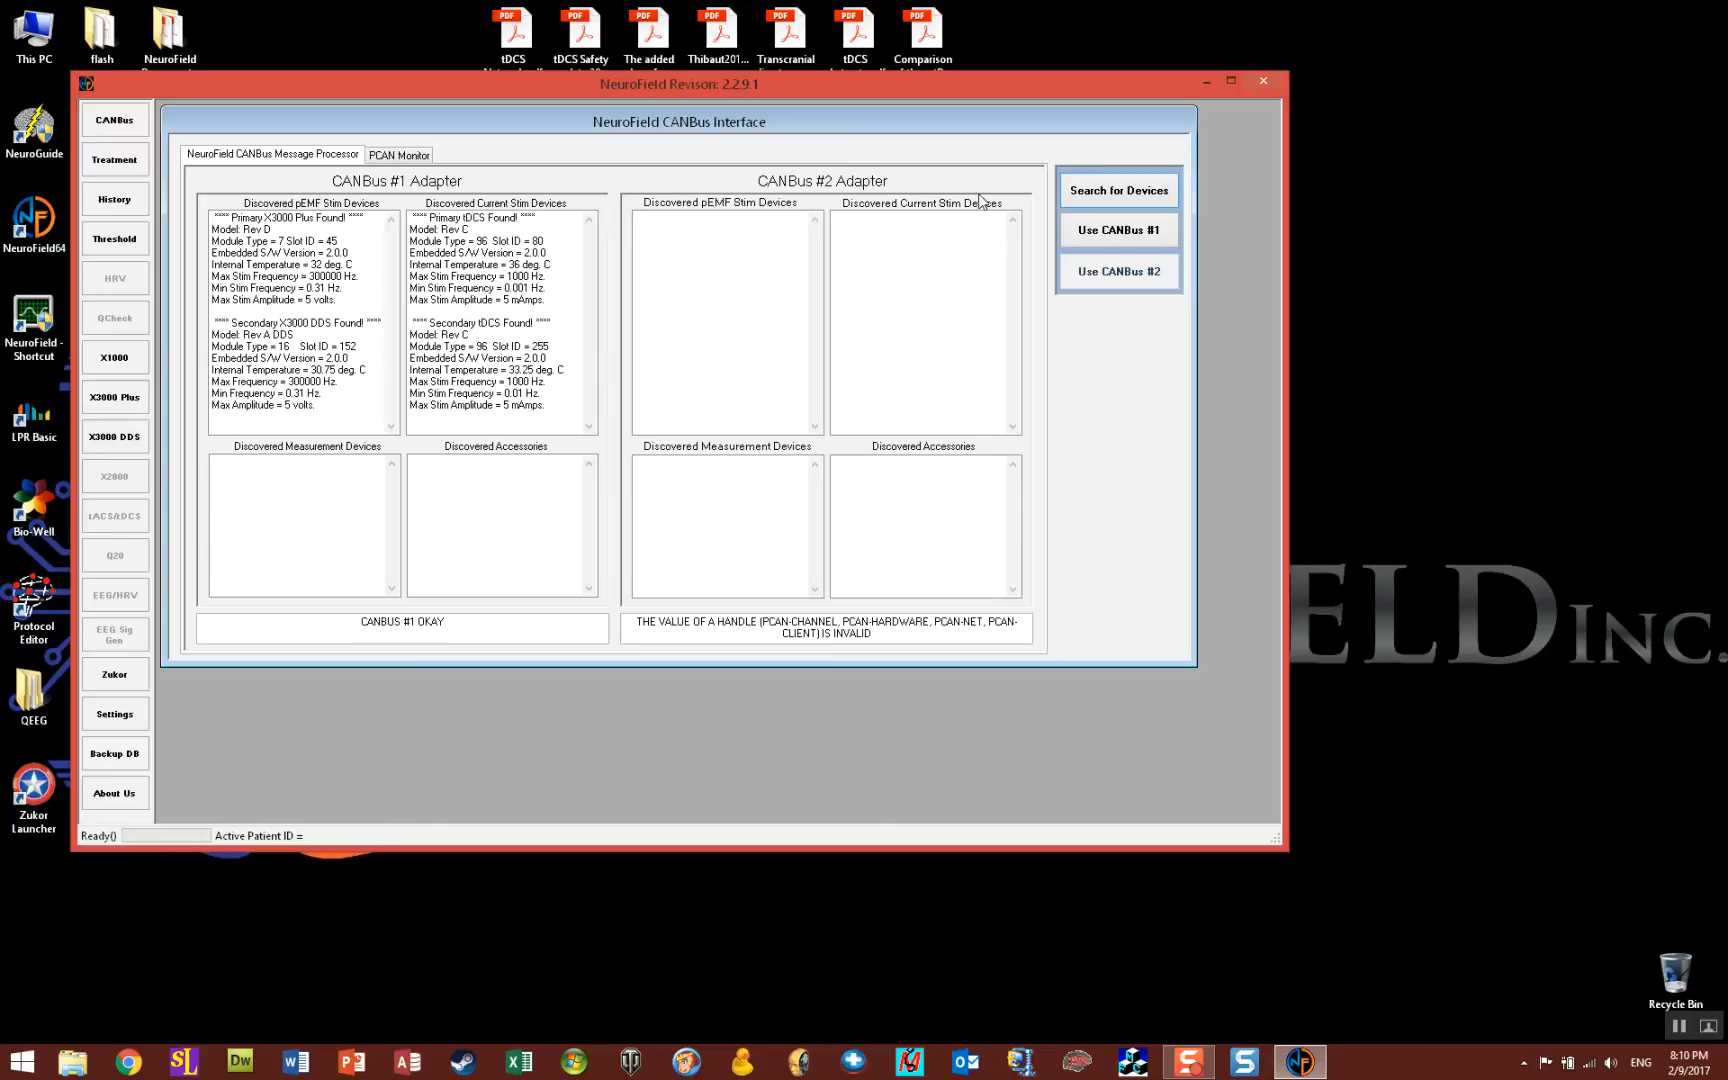 This PC
flash
NeuroField
tDCS
tDCS Safety
The added
Thibaut201...
Transcranial
tDCS
Comparison
NeuroField Revison: 2.2.9.1
NeuroGuide
NeuroField64
NeuroField -
Shortcut
LPR Basic
Bio-Well
Protocol
Editor
QEEG
Zukor
Launcher
CANBus
Treatment
History
Threshold
HRV
QCheck
X1000
X3000 Plus
X3000 DDS
X2000
tACS/tDCS
Q20
EEG/HRV
EEG Sig
Gen
Zukor
Settings
Backup DB
About Us
NeuroField CANBus Interface
NeuroField CANBus Message Processor
PCAN Monitor
CANBus #1 Adapter
Discovered pEMF Stim Devices
**** Primary X3000 Plus Found! ****
Model: Rev D
Module Type = 7 Slot ID = 45
Embedded S/W Version = 2.0.0
Internal Temperature = 32 deg. C
Max Stim Frequency = 300000 Hz.
Min Stim Frequency = 0.31 Hz.
Max Stim Amplitude = 5 volts.
**** Secondary X3000 DDS Found! ****
Model: Rev A DDS
Module Type = 16 Slot ID = 152
Embedded S/W Version = 2.0.0
Internal Temperature = 30.75 deg. C
Max Frequency = 300000 Hz.
Min Frequency = 0.31 Hz.
Max Amplitude = 5 volts.
Discovered Current Stim Devices
**** Primary tDCS Found! ****
Model: Rev C
Module Type = 96 Slot ID = 80
Embedded S/W Version = 2.0.0
Internal Temperature = 36 deg. C
Max Stim Frequency = 1000 Hz.
Min Stim Frequency = 0.001 Hz.
Max Stim Amplitude = 5 mAmps.
**** Secondary tDCS Found! ****
Model: Rev C
Module Type = 96 Slot ID = 255
Embedded S/W Version = 2.0.0
Internal Temperature = 33.25 deg. C
Max Stim Frequency = 1000 Hz.
Min Stim Frequency = 0.01 Hz.
Max Stim Amplitude = 5 mAmps.
Discovered Measurement Devices
Discovered Accessories
CANBUS #1 OKAY
CANBus #2 Adapter
Discovered pEMF Stim Devices
Discovered Current Stim Devices
Discovered Measurement Devices
Discovered Accessories
THE VALUE OF A HANDLE (PCAN-CHANNEL, PCAN-HARDWARE, PCAN-NET, PCAN-
CLIENT) IS INVALID
Search for Devices
Use CANBus #1
Use CANBus #2
Ready()
Active Patient ID =
ELD INC.
Recycle Bin
ENG
8:10 PM
2/9/2017